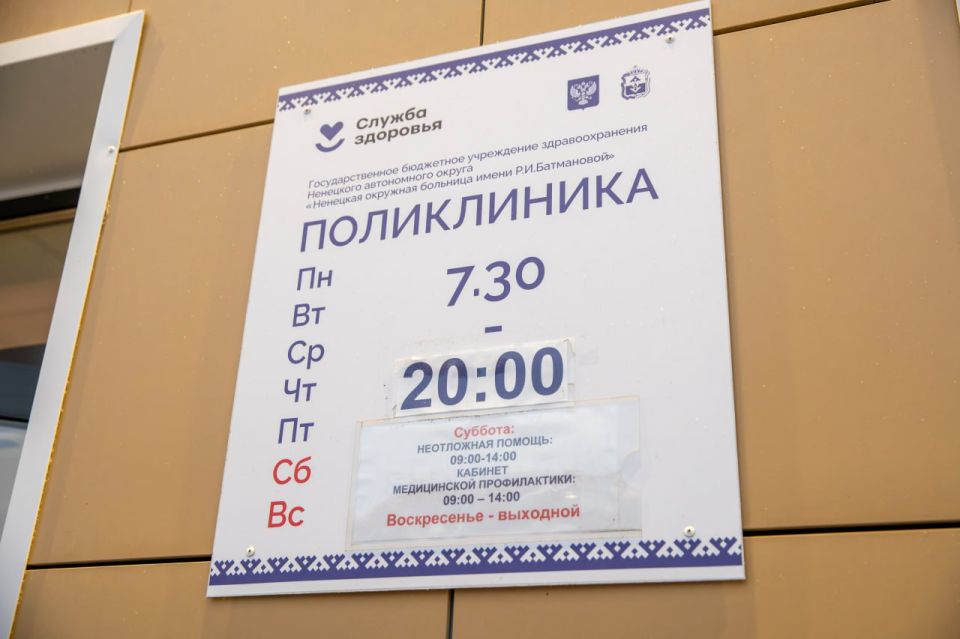 Служба
здоровья
Государственное бюджетное учреждение здравоохранения
Ненецкого автономного округа
«Ненецкая окружная больница имени Р.И.Батмановой»
ПОЛИКЛИНИКА
Пн
Вт
Ср
Чт
Пт
Сб
Вс
7.30
-
20:00
Суббота:
НЕОТЛОЖНАЯ ПОМОЩЬ:
09:00-14:00
КАБИНЕТ
МЕДИЦИНСКОЙ ПРОФИЛАКТИКИ:
09:00 – 14:00
Воскресенье - выходной